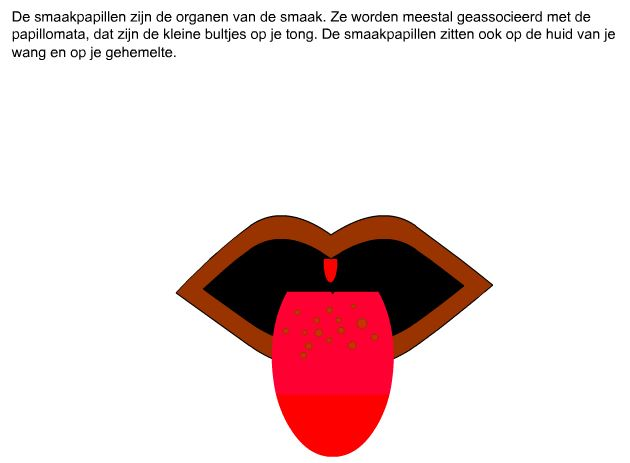 De smaakpapillen zijn de organen van de smaak. Ze worden meestal geassocieerd met de
papillomata, dat zijn de kleine bultjes op je tong. De smaakpapillen zitten ook op de huid van je
wang en op je gehemelte.